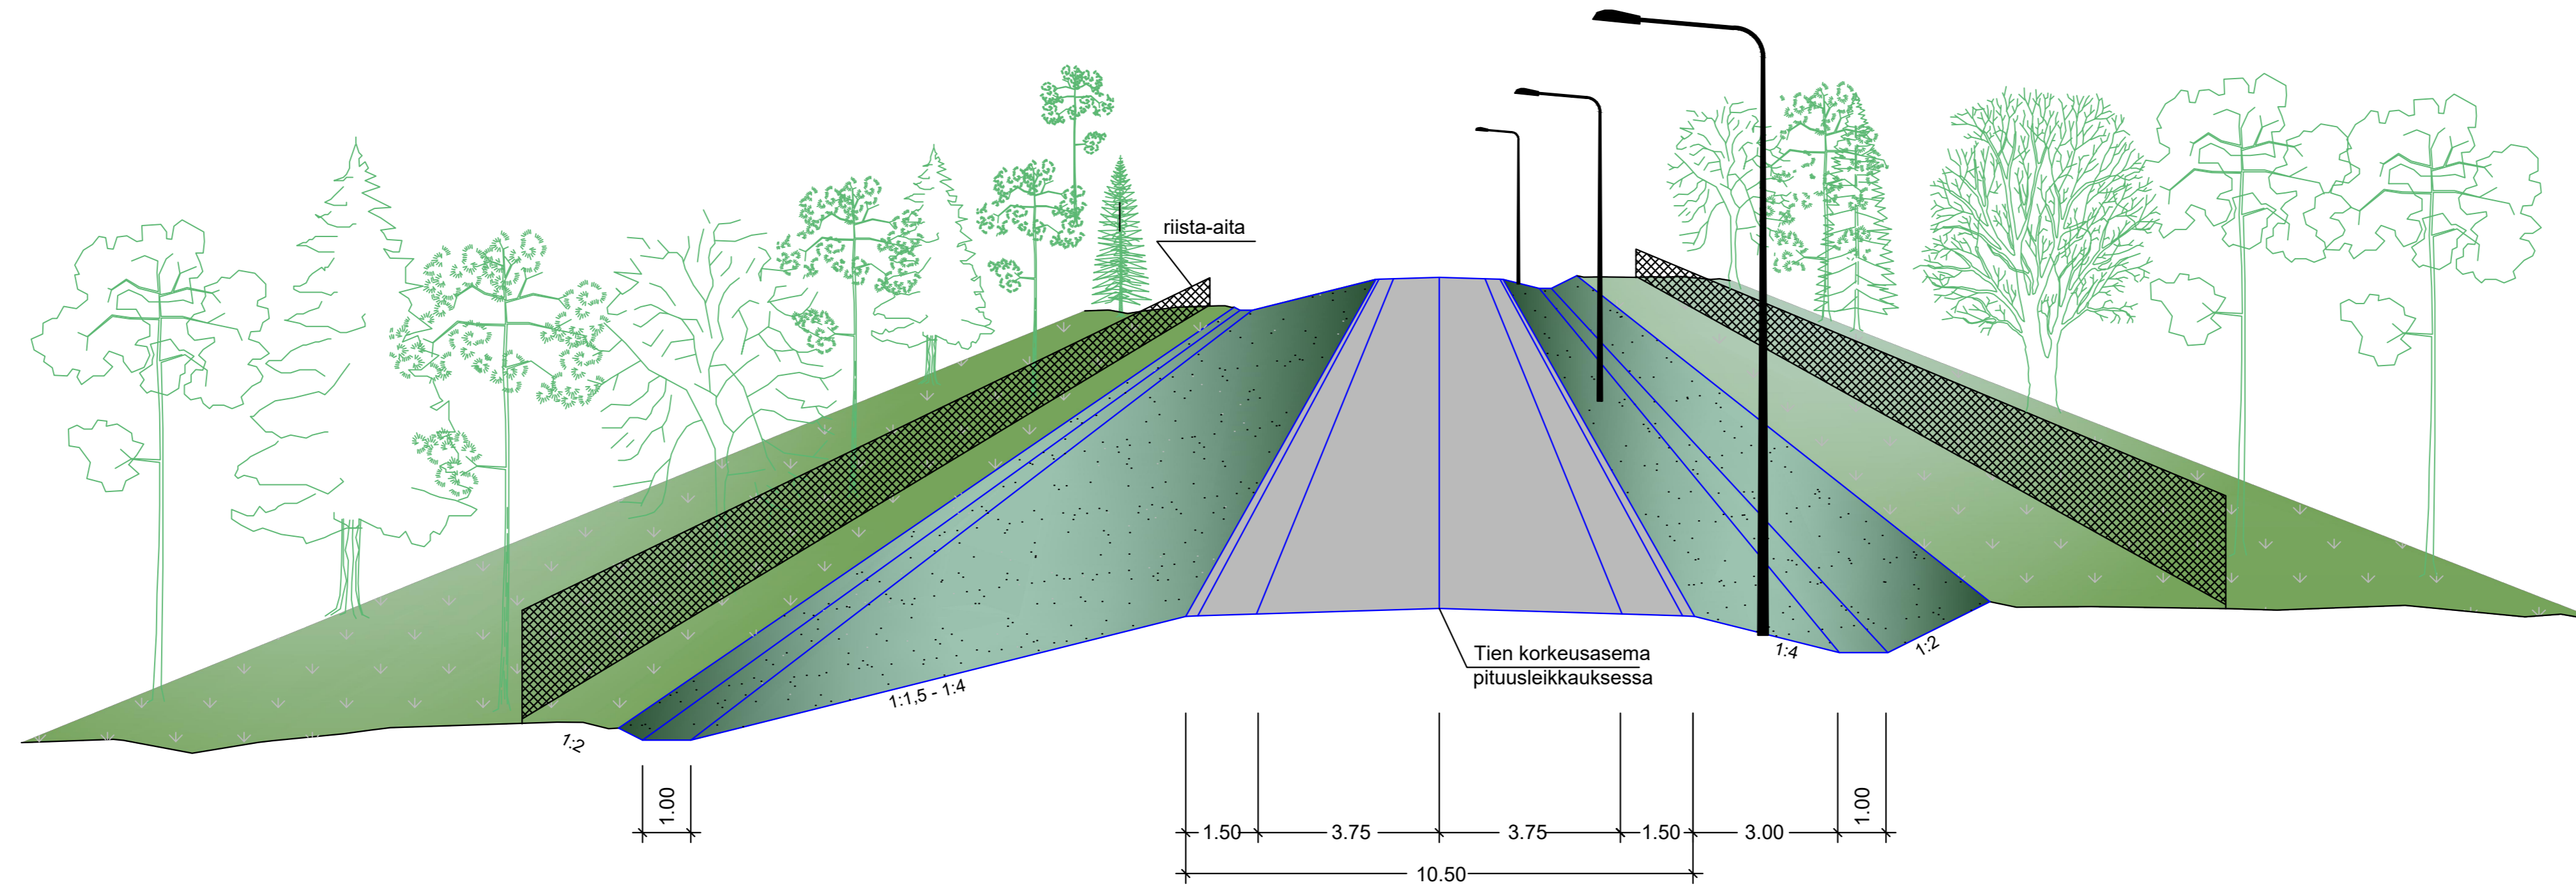 riista-aita
Tien korkeusasema
pituusleikkauksessa
1:4
1:2
1:1,5 - 1:4
1:2
1.00
1.00
1.50
3.75
3.75
1.50
3.00
10.50